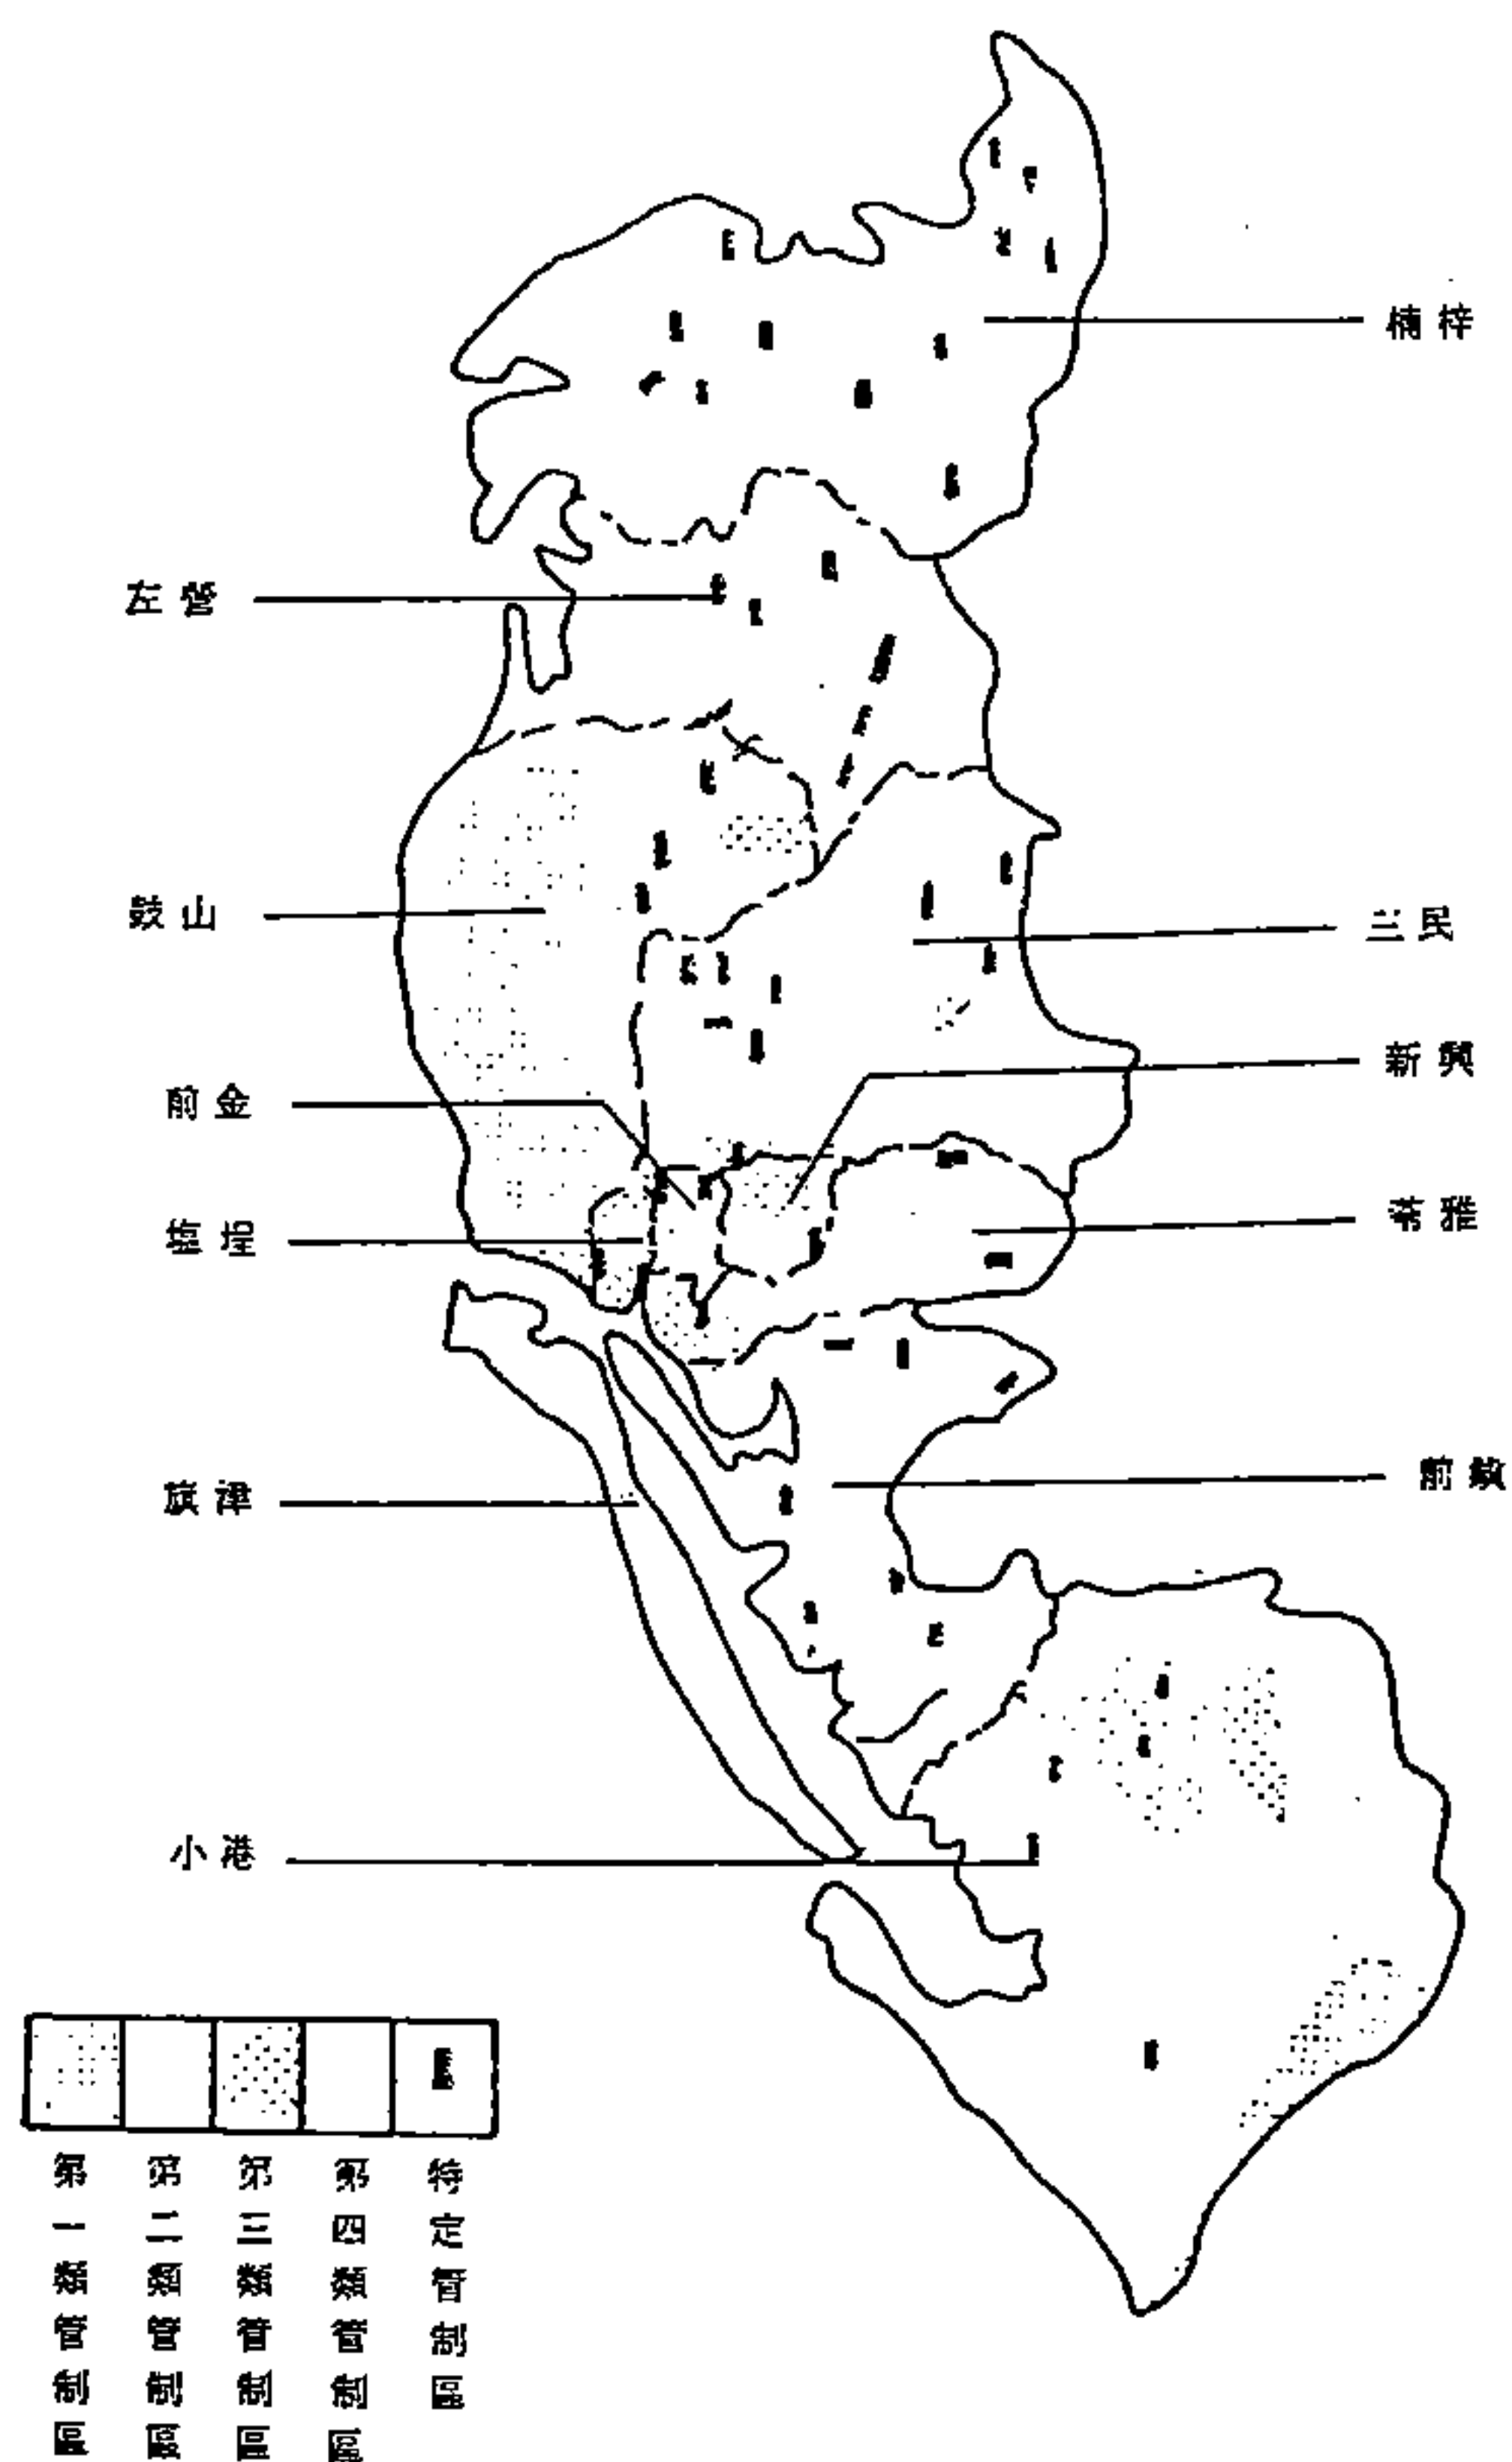 楠梓
左營
鼓山
三民
新興
前金
苓雅
鹽埕
旗津
前鎮
小港
第一類管制區
第二類管制區
第三類管制區
第四類管制區
特定管制區